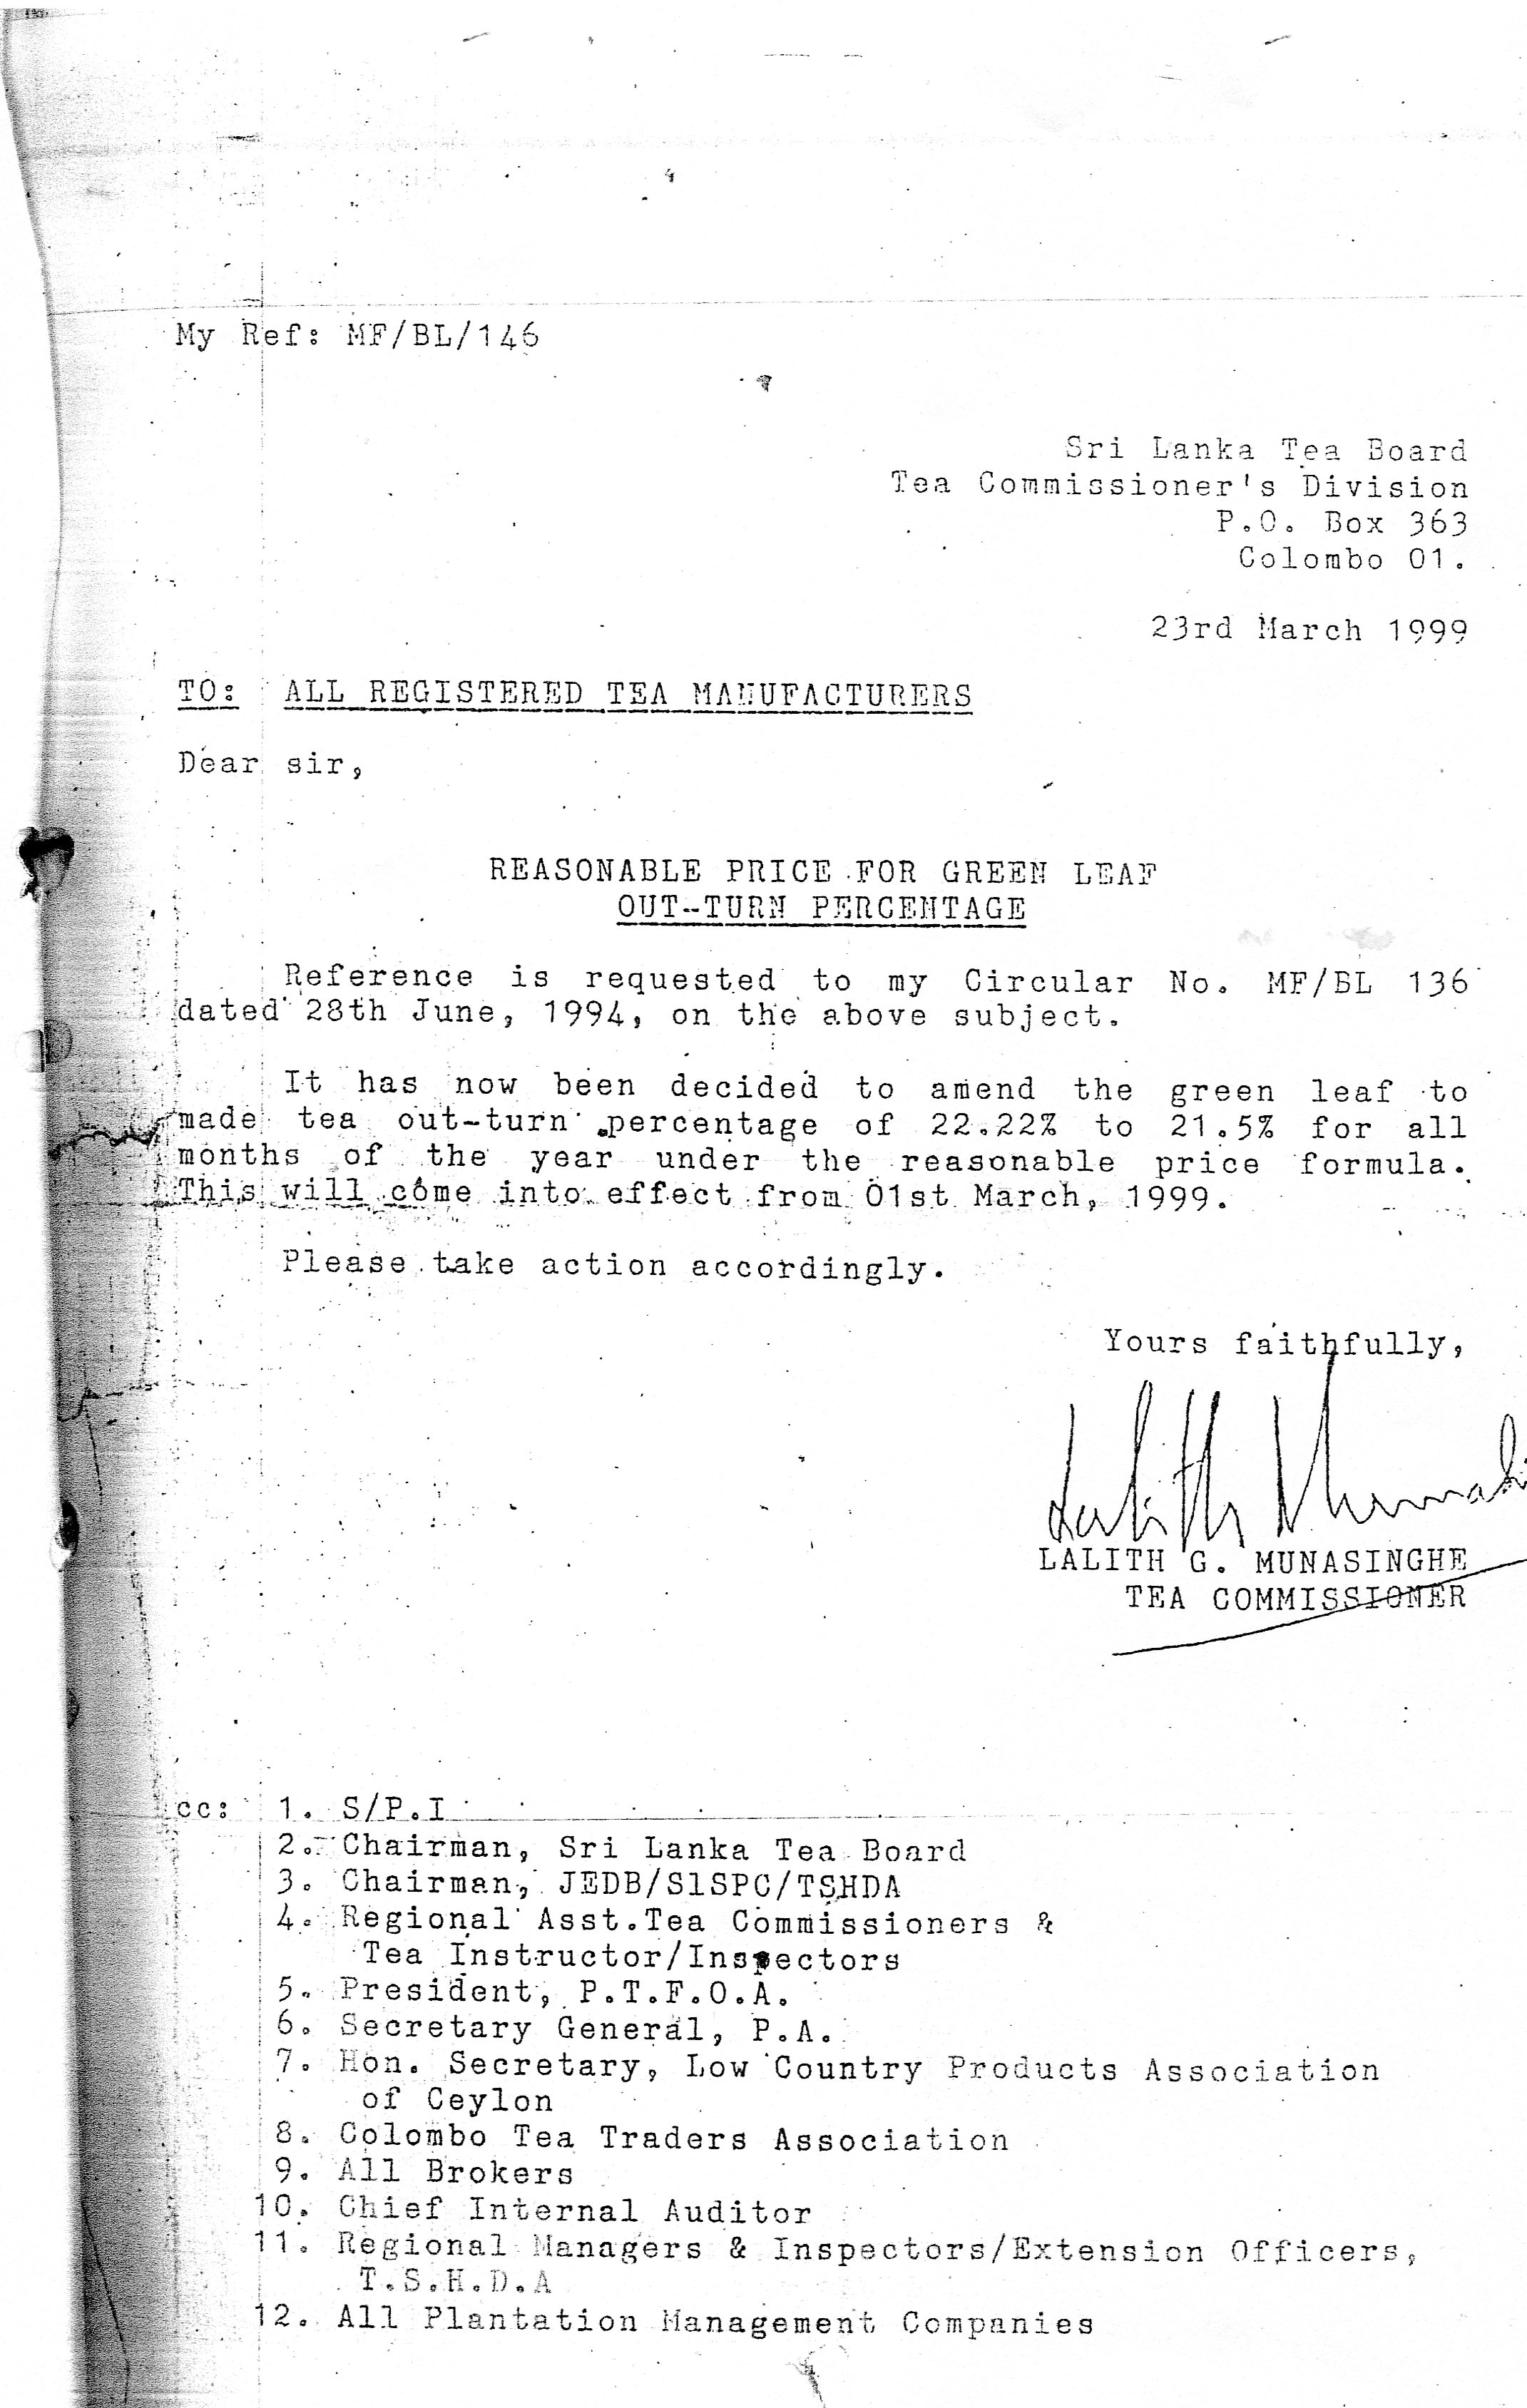 My Ref: MF/BL/146
Sri Lanka Tea Board
Tea Commissioner's Division
P.O. Box 363
Colombo 01.
23rd March 1999
TO: ALL REGISTERED TEA MANUFACTURERS
Dear sir,
REASONABLE PRICE FOR GREEN LEAF
OUT-TURN PERCENTAGE
Reference is requested to my Circular No. MF/BL 136
dated 28th June, 1994, on the above subject.
It has now been decided to amend the green leaf to
made tea out-turn percentage of 22.22% to 21.5% for all
months of the year under the reasonable price formula.
This will come into effect from 01st March, 1999.
Please take action accordingly.
Yours faithfully,
LALITH G. MUNASINGHE
TEA COMMISSIONER
cc: 1. S/P.I
2. Chairman, Sri Lanka Tea Board
3. Chairman, JEDB/SlSPC/TSHDA
4. Regional Asst.Tea Commissioners &
Tea Instructor/Inspectors
5. President, P.T.F.O.A.
6. Secretary General, P.A.
7. Hon. Secretary, Low Country Products Association
of Ceylon
8. Colombo Tea Traders Association
9. All Brokers
10. Chief Internal Auditor
11. Regional Managers & Inspectors/Extension Officers,
T.S.H.D.A
12. All Plantation Management Companies